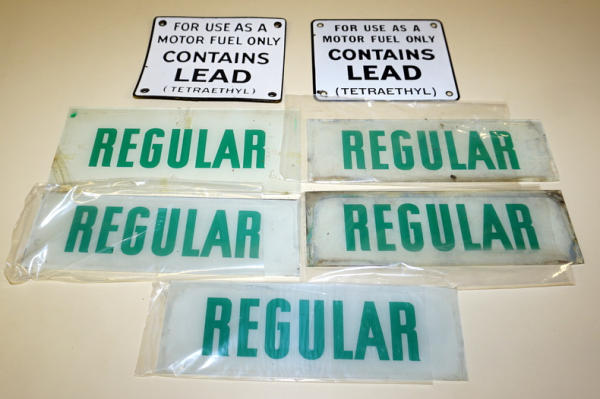 FOR USE AS A
MOTOR FUEL ONLY
CONTAINS
LEAD
(TETRAETHYL)
FOR USE AS A
MOTOR FUEL ONLY
CONTAINS
LEAD
(TETRAETHYL)
REGULAR
REGULAR
REGULAR
REGULAR
REGULAR